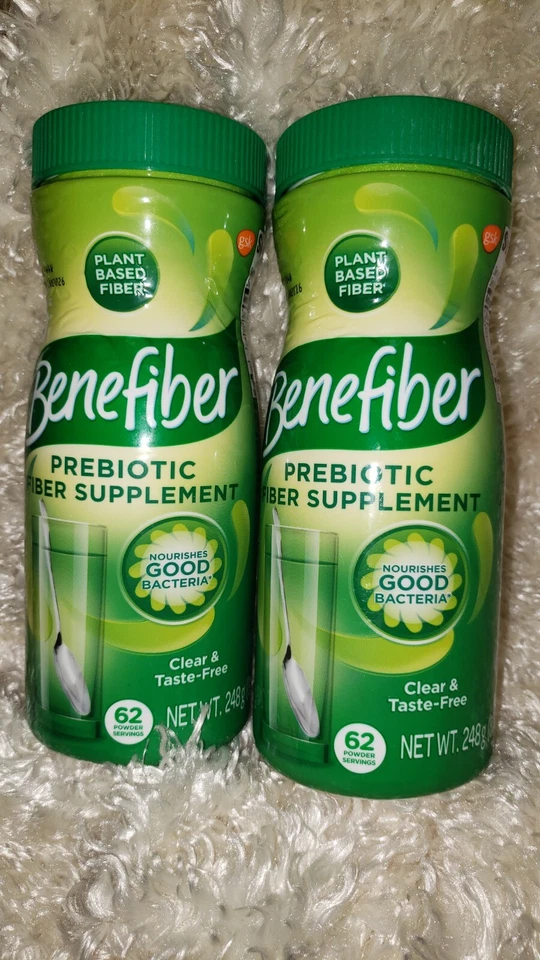 PLANT
BASED
FIBER
gsk
Benefiber
PREBIOTIC
FIBER SUPPLEMENT
NOURISHES
GOOD
BACTERIA*
Clear &
Taste-Free
62
POWDER
SERVINGS
NET WT. 248g
PLANT
BASED
FIBER
gsk
Benefiber
PREBIOTIC
FIBER SUPPLEMENT
NOURISHES
GOOD
BACTERIA*
Clear &
Taste-Free
62
POWDER
SERVINGS
NET WT. 248g